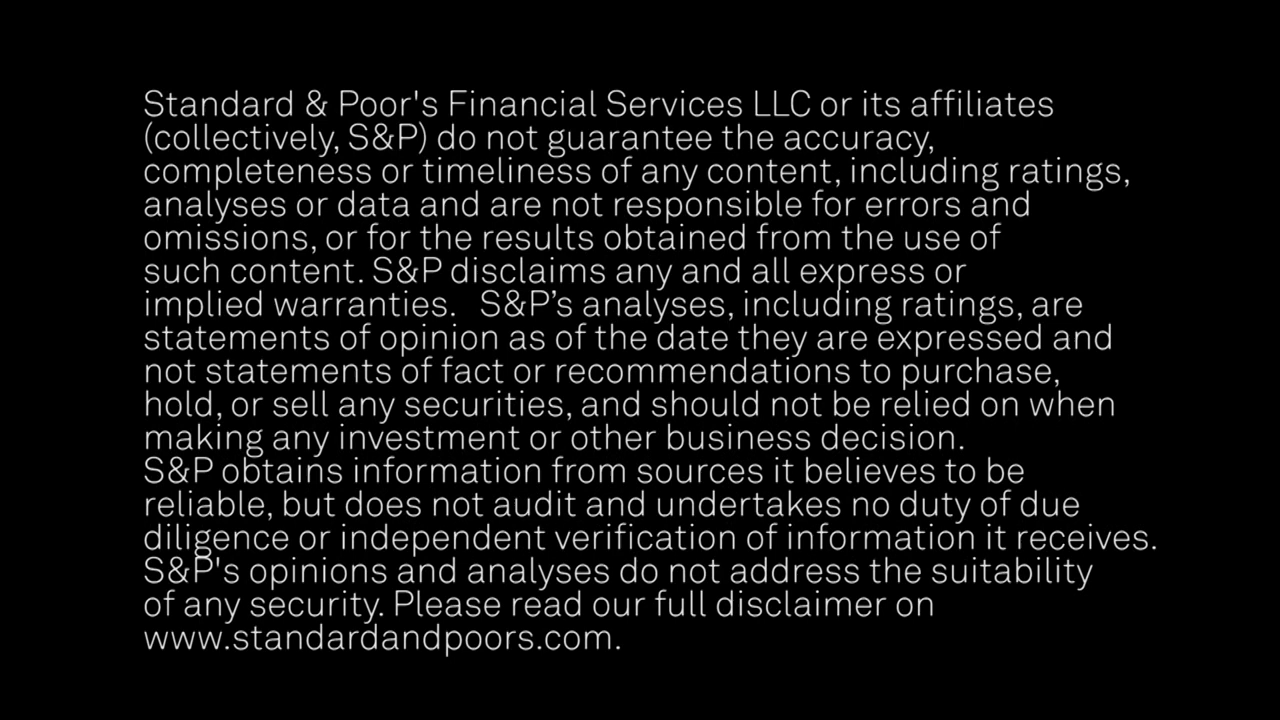 Standard & Poor's Financial Services LLC or its affiliates
(collectively, S&P) do not guarantee the accuracy,
completeness or timeliness of any content, including ratings,
analyses or data and are not responsible for errors and
omissions, or for the results obtained from the use of
such content. S&P disclaims any and all express or
implied warranties.   S&P’s analyses, including ratings, are
statements of opinion as of the date they are expressed and
not statements of fact or recommendations to purchase,
hold, or sell any securities, and should not be relied on when
making any investment or other business decision.
S&P obtains information from sources it believes to be
reliable, but does not audit and undertakes no duty of due
diligence or independent verification of information it receives.
S&P's opinions and analyses do not address the suitability
of any security. Please read our full disclaimer on
www.standardandpoors.com.